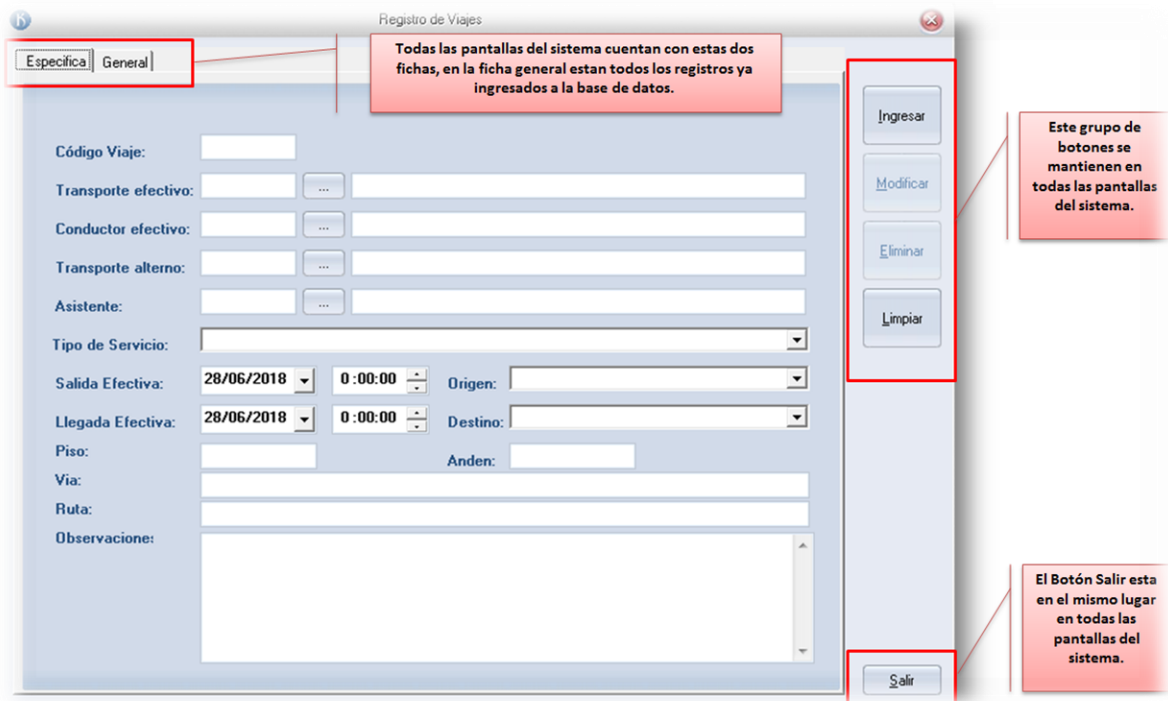 Registro de Viajes
Especifica
General
Todas las pantallas del sistema cuentan con estas dos
fichas, en la ficha general estan todos los registros ya
ingresados a la base de datos.
Ingresar
Modificar
Eliminar
Limpiar
Este grupo de
botones se
mantienen en
todas las pantallas
del sistema.
Código Viaje:
Transporte efectivo: ...
Conductor efectivo: ...
Transporte alterno: ...
Asistente: ...
Tipo de Servicio:
Salida Efectiva: 28/06/2018 0:00:00 Origen:
Llegada Efectiva: 28/06/2018 0:00:00 Destino:
Piso: Anden:
Via:
Ruta:
Observacione:
El Botón Salir esta
en el mismo lugar
en todas las
pantallas del
sistema.
Salir